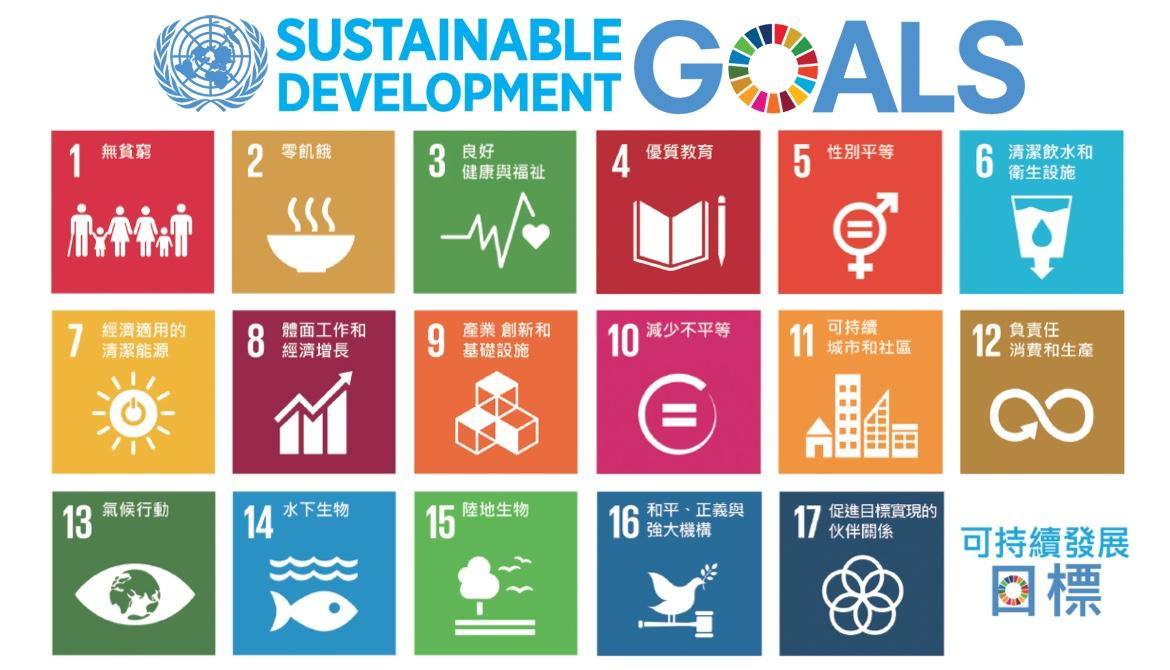 SUSTAINABLE
DEVELOPMENT
GOALS
1 無貧窮
2 零飢餓
3 良好
健康與福祉
4 優質教育
5 性別平等
6 清潔飲水和
衛生設施
7 經濟適用的
清潔能源
8 體面工作和
經濟增長
9 產業 創新和
基礎設施
10 減少不平等
11 可持續
城市和社區
12 負責任
消費和生產
13 氣候行動
14 水下生物
15 陸地生物
16 和平、正義與
強大機構
17 促進目標實現的
伙伴關係
可持續發展
目標